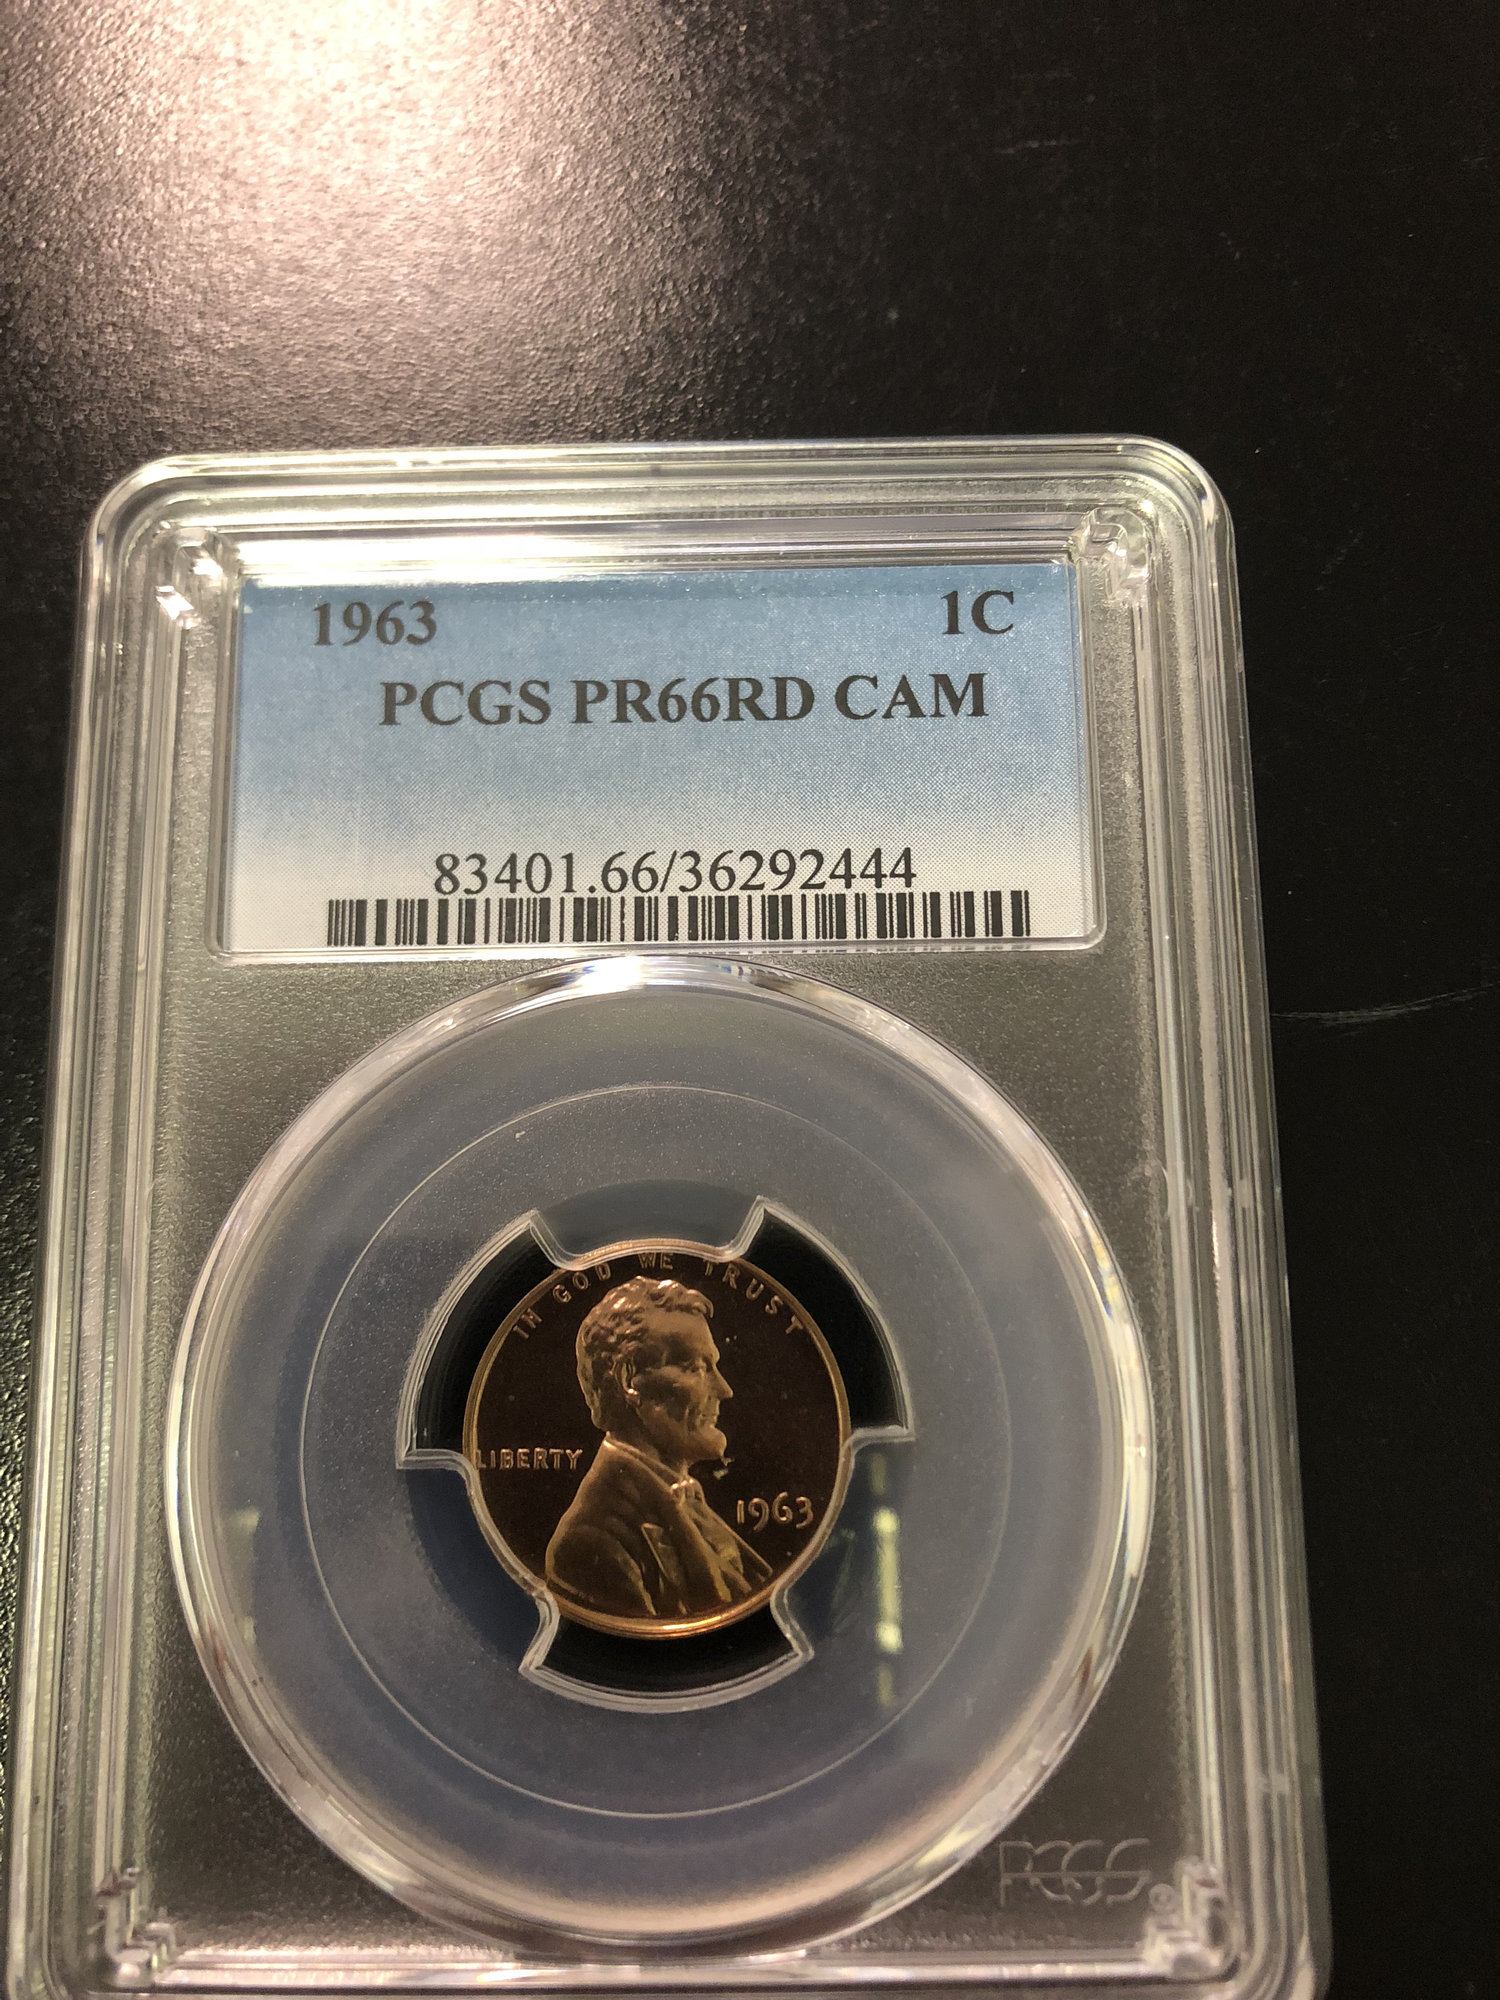 1963 1C
PCGS PR66RD CAM
83401.66/36292444
IN GOD WE TRUST
LIBERTY
1963
PCGS